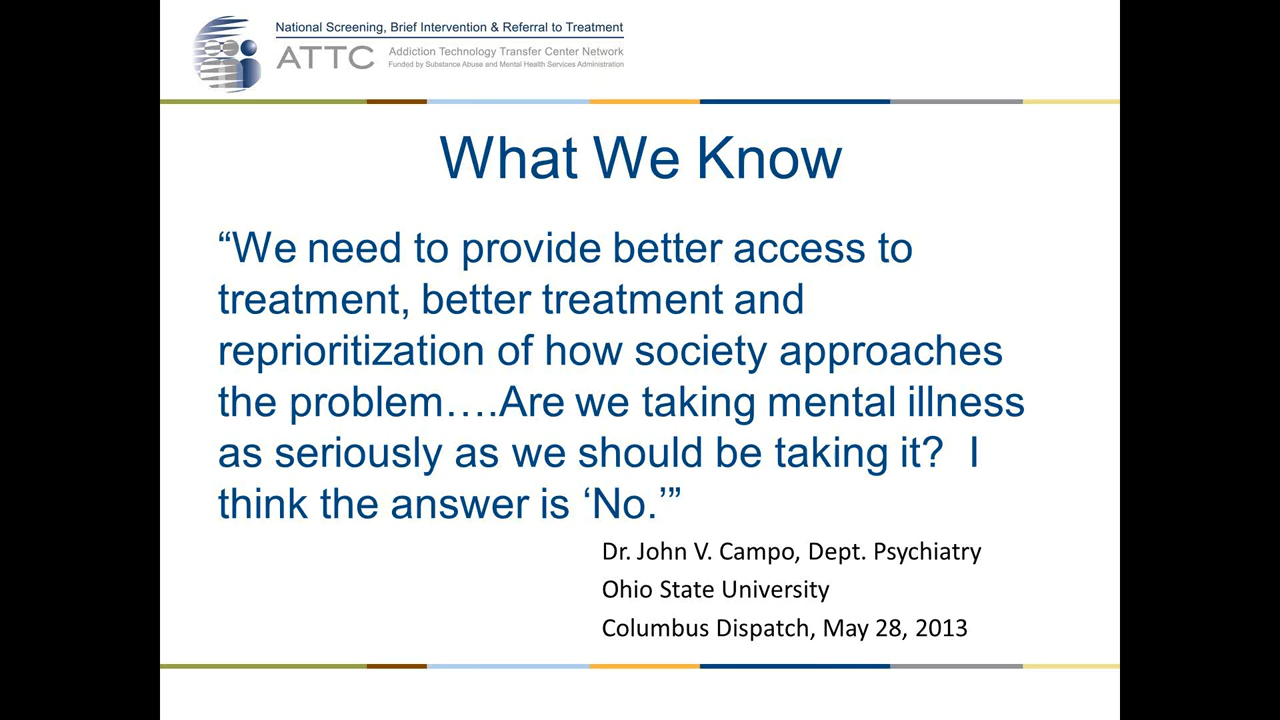 National Screening, Brief Intervention & Referral to Treatment
ATTC
Addiction Technology Transfer Center Network
Funded by Substance Abuse and Mental Health Services Administration
What We Know
“We need to provide better access to
treatment, better treatment and
reprioritization of how society approaches
the problem….Are we taking mental illness
as seriously as we should be taking it?  I
think the answer is ‘No.’”
Dr. John V. Campo, Dept. Psychiatry
Ohio State University
Columbus Dispatch, May 28, 2013